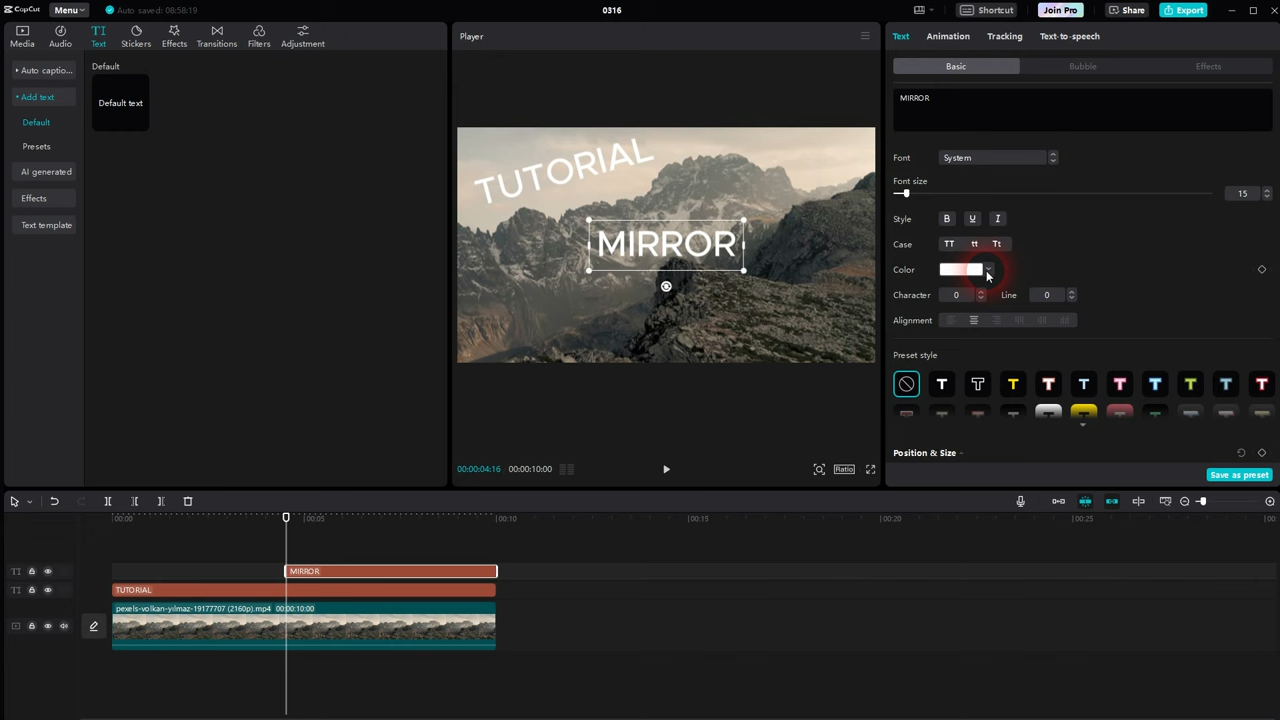 CapCut Menu Auto saved: 08:58:19 0316 Shortcut Join Pro Share Export
Media Audio Text Stickers Effects Transitions Filters Adjustment
Auto captio...
Add text
Default
Presets
AI generated
Effects
Text template
Default
Default text
Player
TUTORIAL
MIRROR
00:00:04:16 00:00:10:00 Ratio
Text Animation Tracking Text-to-speech
Basic Bubble Effects
MIRROR
Font System
Font size
15
Style B U I
Case TT tt Tt
Color
Character 0 Line 0
Alignment
Preset style
T T T T T T T T T T
Position & Size
Save as preset
00:00 00:05 00:10 00:15 00:20 00:25
MIRROR
TUTORIAL
pexels-volkan-yılmaz-19177707 (2160p).mp4 00:00:10:00